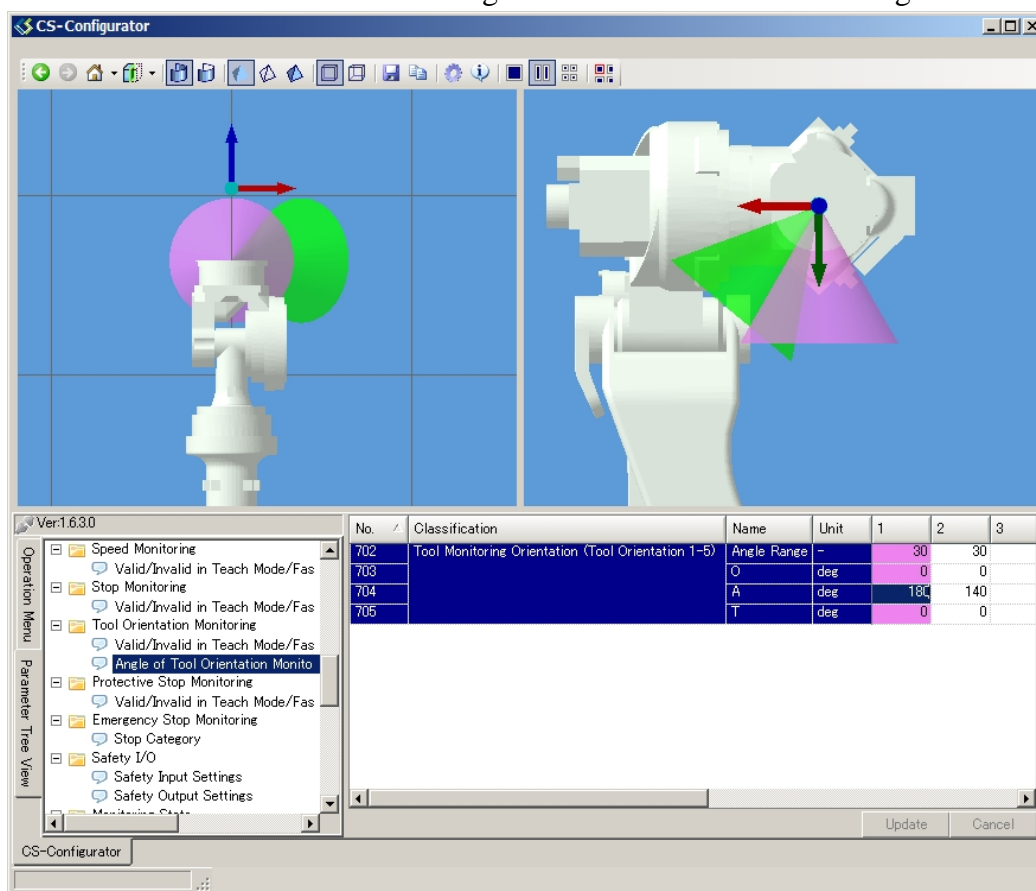 CS-Configurator
Ver:1.6.3.0
Operation Menu
Parameter Tree View
Speed Monitoring
Valid/Invalid in Teach Mode/Fas
Stop Monitoring
Valid/Invalid in Teach Mode/Fas
Tool Orientation Monitoring
Valid/Invalid in Teach Mode/Fas
Angle of Tool Orientation Monito
Protective Stop Monitoring
Valid/Invalid in Teach Mode/Fas
Emergency Stop Monitoring
Stop Category
Safety I/O
Safety Input Settings
Safety Output Settings
No. Classification Name Unit 1 2 3
702 Tool Monitoring Orientation (Tool Orientation 1-5) Angle Range - 30 30
703 O deg 0 0
704 A deg 180 140
705 T deg 0 0
Update Cancel
CS-Configurator